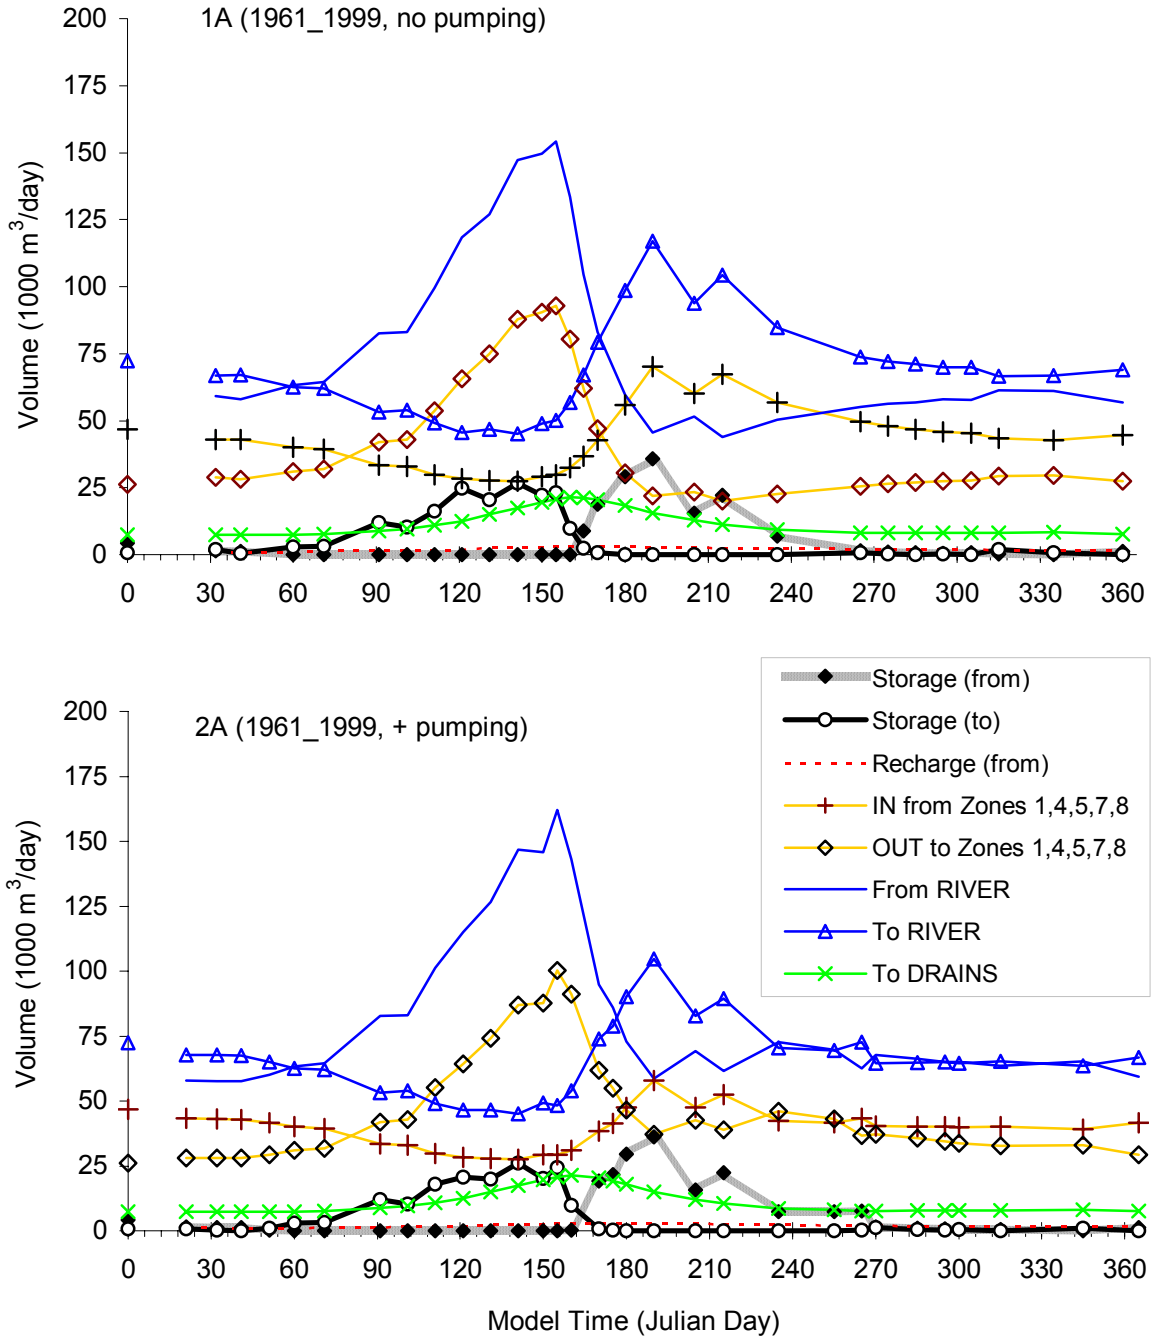 1A (1961_1999, no pumping)
200
175
150
125
100
75
50
25
0
Volume (1000 m³/day)
0 30 60 90 120 150 180 210 240 270 300 330 360
Storage (from)
Storage (to)
Recharge (from)
IN from Zones 1,4,5,7,8
OUT to Zones 1,4,5,7,8
From RIVER
To RIVER
To DRAINS
2A (1961_1999, + pumping)
200
175
150
125
100
75
50
25
0
Volume (1000 m³/day)
0 30 60 90 120 150 180 210 240 270 300 330 360
Model Time (Julian Day)